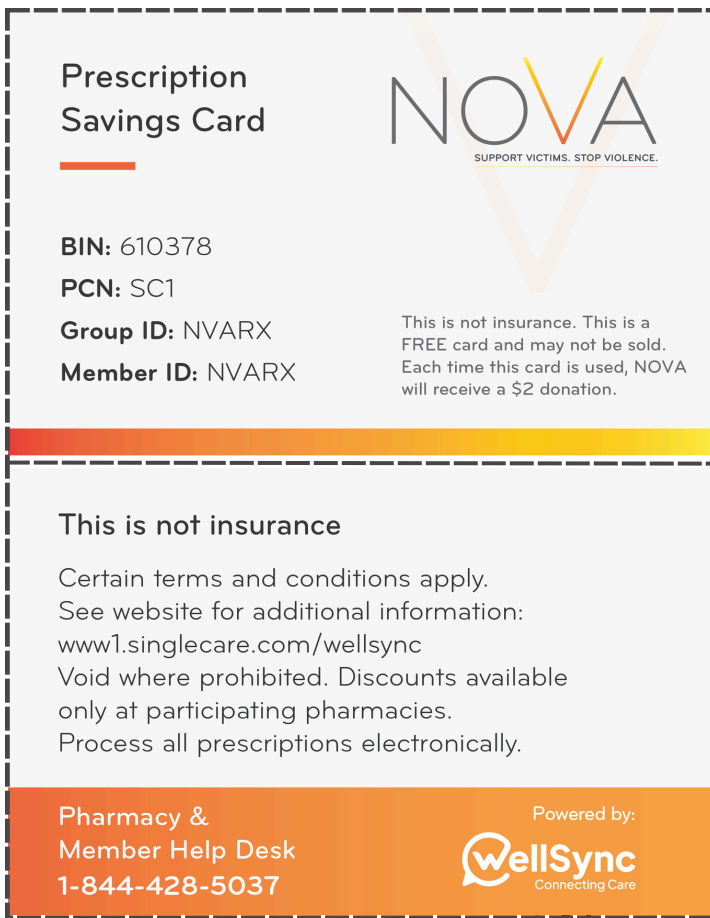 Prescription
Savings Card
NOVA
SUPPORT VICTIMS. STOP VIOLENCE.
BIN: 610378
PCN: SC1
Group ID: NVARX
Member ID: NVARX
This is not insurance. This is a
FREE card and may not be sold.
Each time this card is used, NOVA
will receive a $2 donation.
This is not insurance
Certain terms and conditions apply.
See website for additional information:
www1.singlecare.com/wellsync
Void where prohibited. Discounts available
only at participating pharmacies.
Process all prescriptions electronically.
Pharmacy &
Member Help Desk
1-844-428-5037
Powered by:
WellSync
Connecting Care